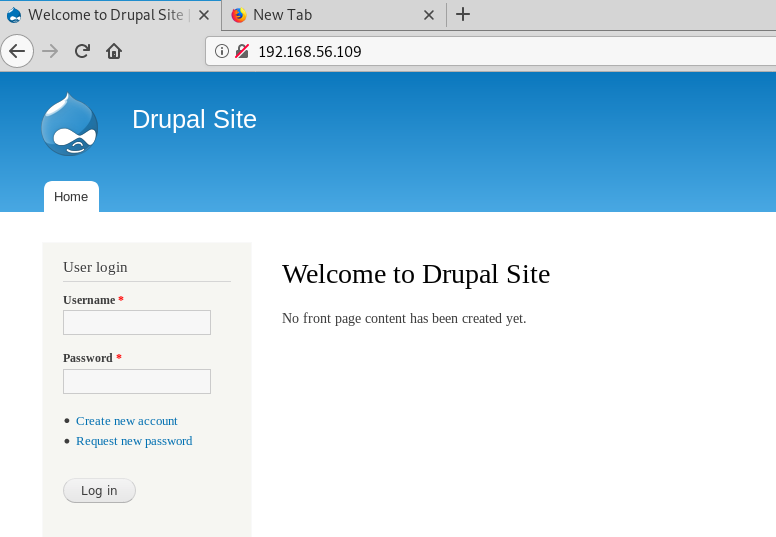 Welcome to Drupal Site |
New Tab
192.168.56.109
Drupal Site
Home
User login
Username *
Password *
Create new account
Request new password
Log in
Welcome to Drupal Site
No front page content has been created yet.